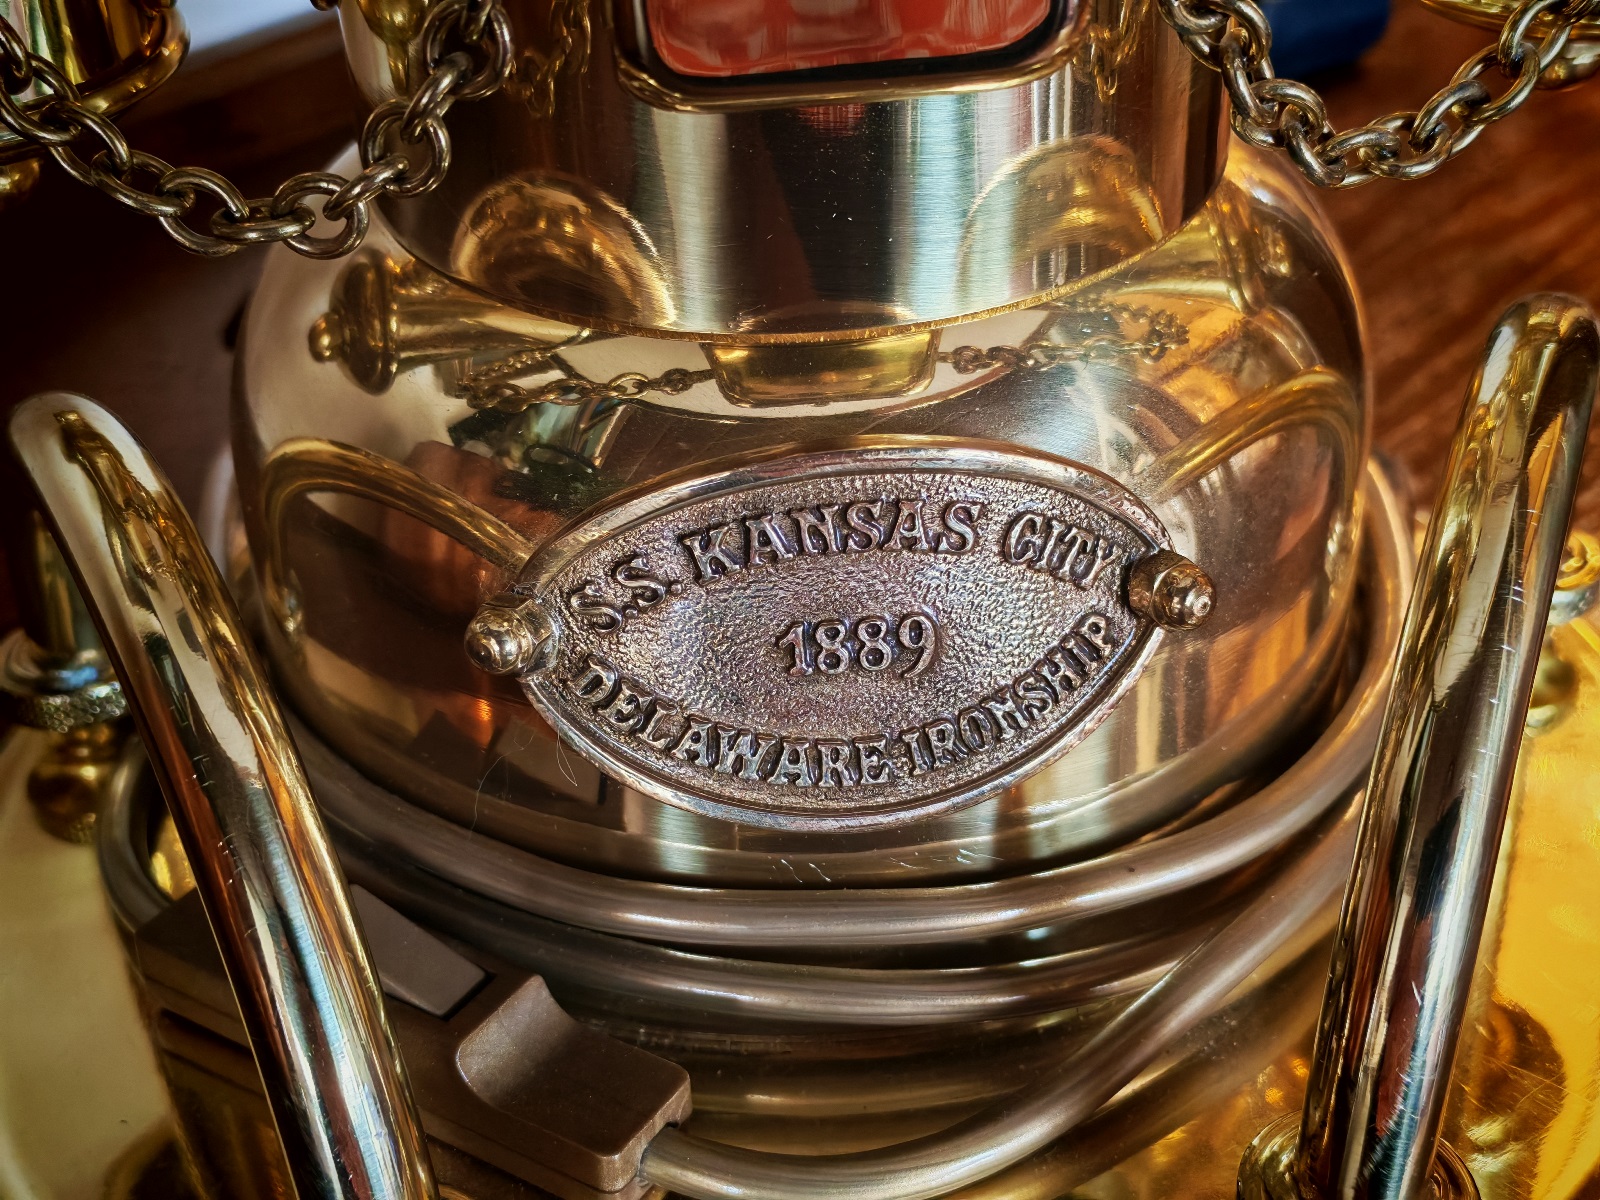 S.S. KANSAS CITY
1889
DELAWARE IRONSHIP